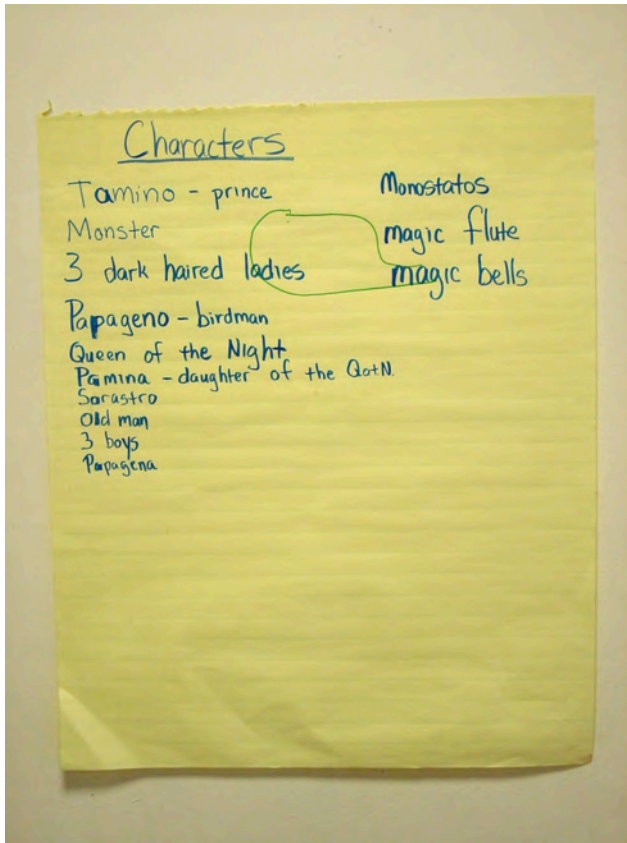 Characters
Tamino - prince
Monster
3 dark haired ladies
Papageno - birdman
Queen of the Night
Pamina - daughter of the QotN.
Sarastro
Old man
3 boys
Papagena
Monostatos
magic flute
magic bells